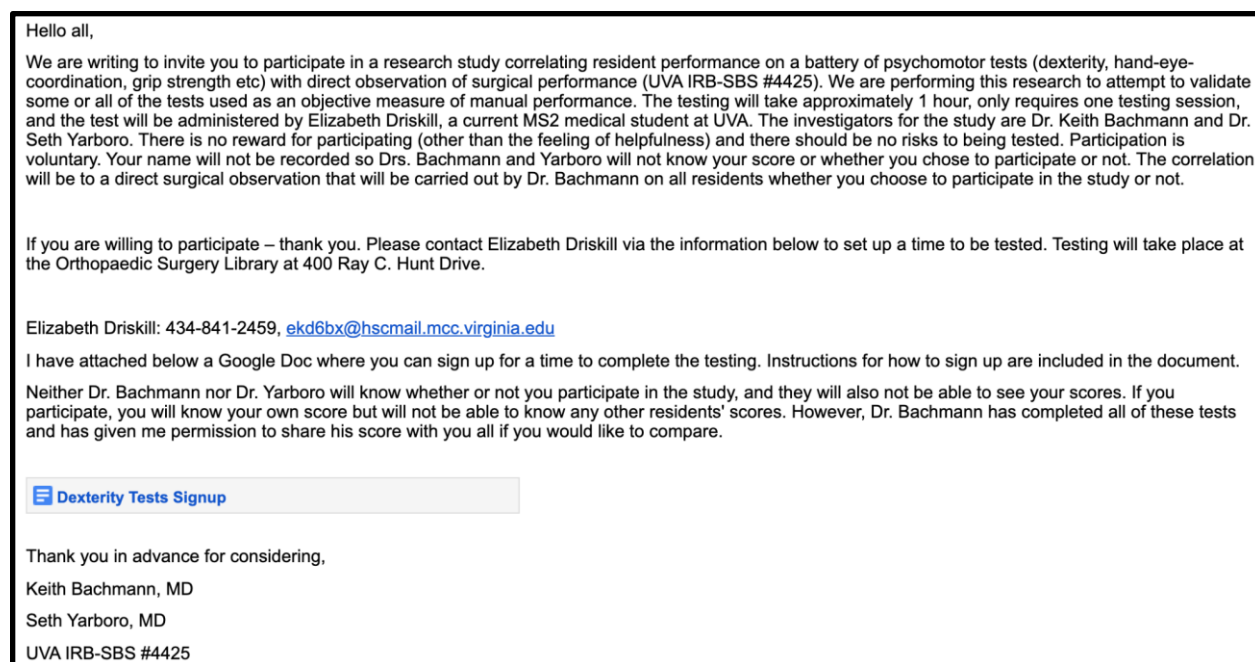 Hello all,
We are writing to invite you to participate in a research study correlating resident performance on a battery of psychomotor tests (dexterity, hand-eye-
coordination, grip strength etc) with direct observation of surgical performance (UVA IRB-SBS #4425). We are performing this research to attempt to validate
some or all of the tests used as an objective measure of manual performance. The testing will take approximately 1 hour, only requires one testing session,
and the test will be administered by Elizabeth Driskill, a current MS2 medical student at UVA. The investigators for the study are Dr. Keith Bachmann and Dr.
Seth Yarboro. There is no reward for participating (other than the feeling of helpfulness) and there should be no risks to being tested. Participation is
voluntary. Your name will not be recorded so Drs. Bachmann and Yarboro will not know your score or whether you chose to participate or not. The correlation
will be to a direct surgical observation that will be carried out by Dr. Bachmann on all residents whether you choose to participate in the study or not.
If you are willing to participate – thank you. Please contact Elizabeth Driskill via the information below to set up a time to be tested. Testing will take place at
the Orthopaedic Surgery Library at 400 Ray C. Hunt Drive.
Elizabeth Driskill: 434-841-2459, ekd6bx@hscmail.mcc.virginia.edu
I have attached below a Google Doc where you can sign up for a time to complete the testing. Instructions for how to sign up are included in the document.
Neither Dr. Bachmann nor Dr. Yarboro will know whether or not you participate in the study, and they will also not be able to see your scores. If you
participate, you will know your own score but will not be able to know any other residents' scores. However, Dr. Bachmann has completed all of these tests
and has given me permission to share his score with you all if you would like to compare.
Dexterity Tests Signup
Thank you in advance for considering,
Keith Bachmann, MD
Seth Yarboro, MD
UVA IRB-SBS #4425